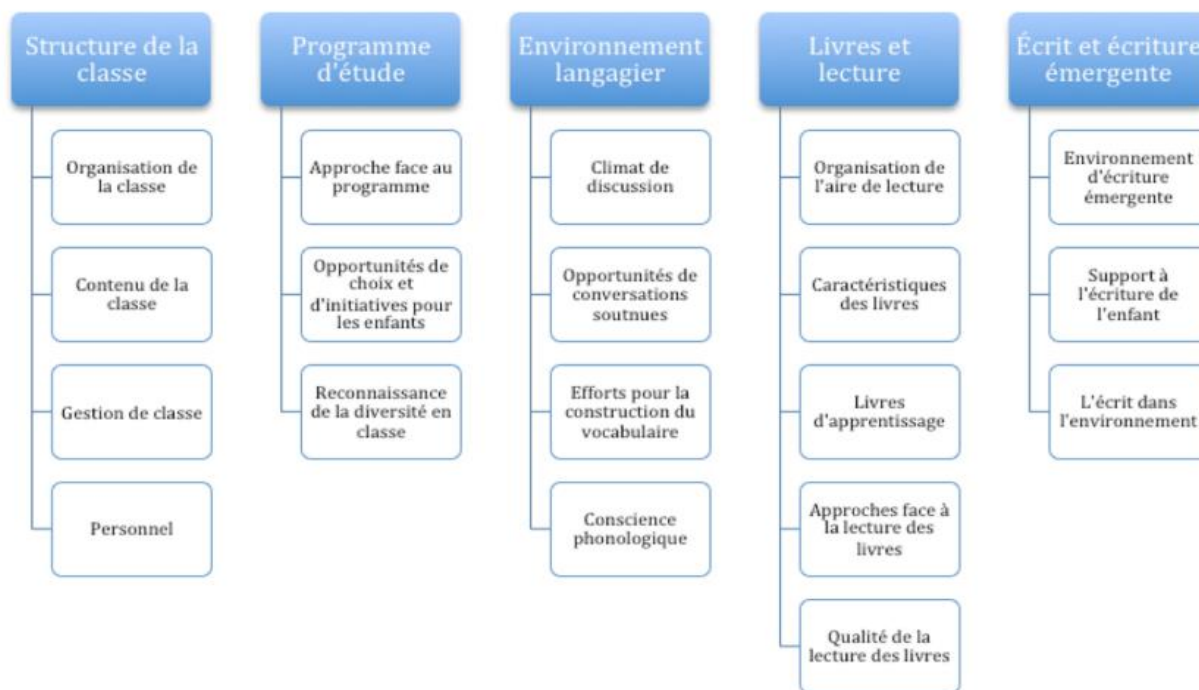 Structure de la
classe
Organisation de
la classe
Contenu de la
classe
Gestion de classe
Personnel
Programme
d'étude
Approche face au
programme
Opportunités de
choix et
d'initiatives pour
les enfants
Reconnaissance
de la diversité en
classe
Environnement
langagier
Climat de
discussion
Opportunités de
conversations
soutnues
Efforts pour la
construction du
vocabulaire
Conscience
phonologique
Livres et
lecture
Organisation de
l'aire de lecture
Caractéristiques
des livres
Livres
d'apprentissage
Approches face à
la lecture des
livres
Qualité de la
lecture des livres
Écrit et écriture
émergente
Environnement
d'écriture
émergente
Support à
l'écriture de
l'enfant
L'écrit dans
l'environnement